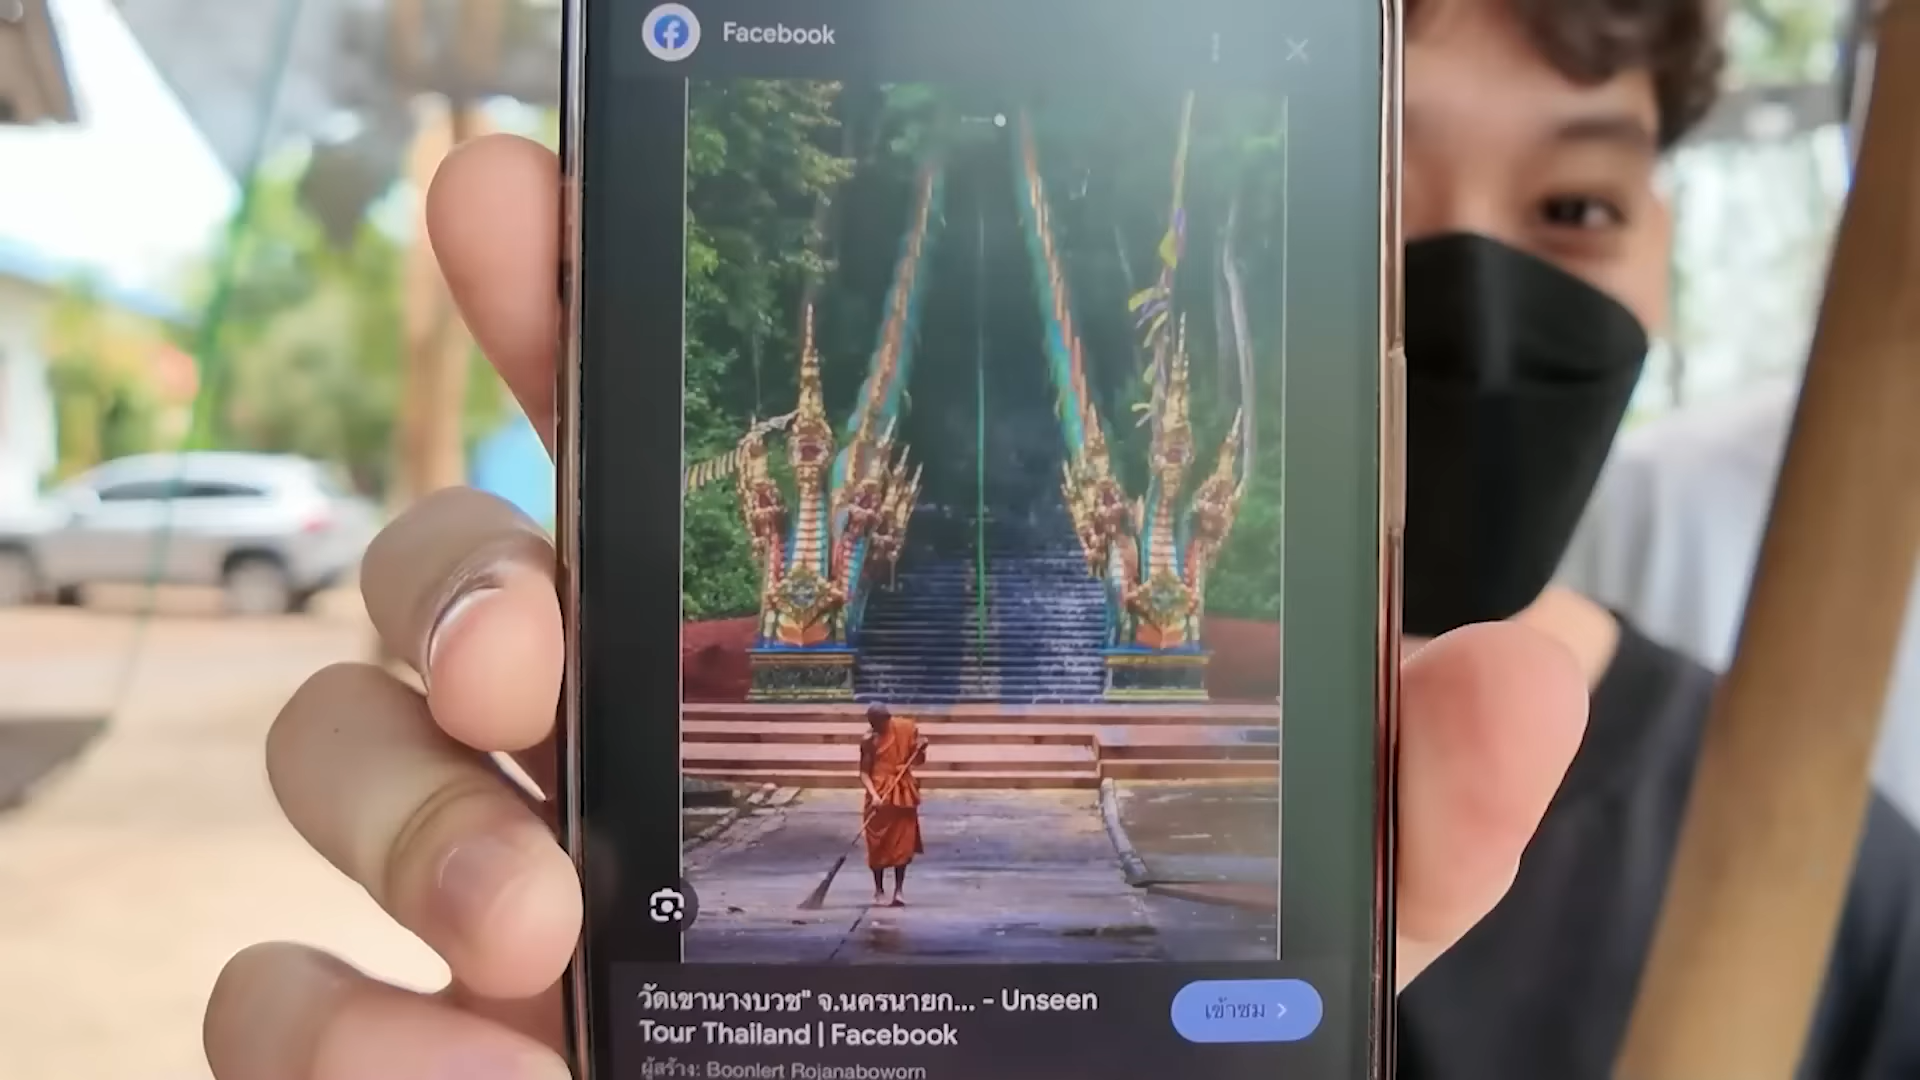 Facebook
วัดเขานางบวช" จ.นครนายก... - Unseen
Tour Thailand | Facebook
เข้าชม
ผู้สร้าง: Boonlert Rojanaboworn